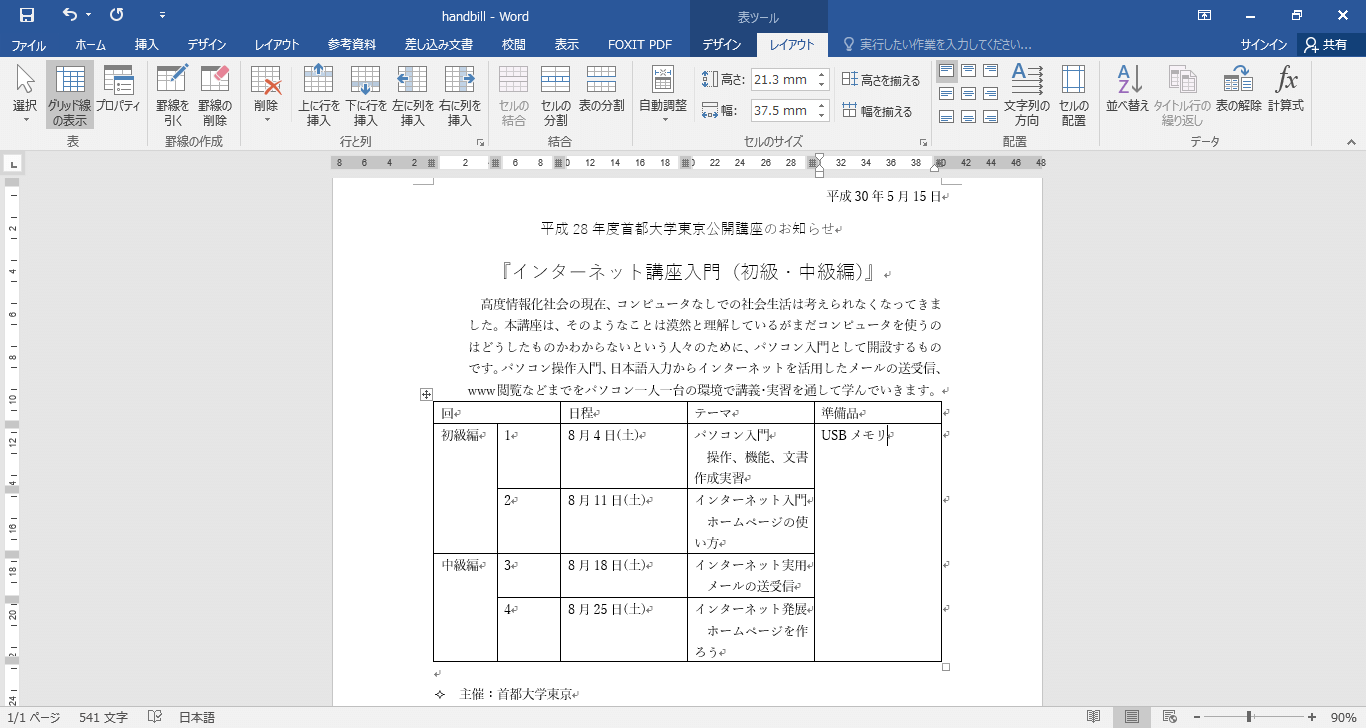 handbill - Word
表ツール
ファイル ホーム 挿入 デザイン レイアウト 参考資料 差し込み文書 校閲 表示 FOXIT PDF デザイン レイアウト 実行したい作業を入力してください... サインイン 共有
選択 グリッド線の表示 プロパティ 罫線を引く 罫線の削除 削除 上に行を挿入 下に行を挿入 左に列を挿入 右に列を挿入 セルの結合 セルの分割 表の分割 自動調整 高さ: 21.3 mm 高さを揃える 幅: 37.5 mm 幅を揃える 文字列の方向 セルの配置 並べ替え タイトル行の繰り返し 表の解除 計算式
表 罫線の作成 行と列 結合 セルのサイズ 配置 データ
8 6 4 2 2 6 8 10 12 14 16 18 20 22 24 26 28 32 34 36 38 40 42 44 46 48
平成 30 年 5 月 15 日
平成 28 年度首都大学東京公開講座のお知らせ
『インターネット講座入門（初級・中級編）』
高度情報化社会の現在、コンピュータなしでの社会生活は考えられなくなってきま
した。本講座は、そのようなことは漠然と理解しているがまだコンピュータを使うの
はどうしたものかわからないという人々のために、パソコン入門として開設するもの
です。パソコン操作入門、日本語入力からインターネットを活用したメールの送受信、
www 閲覧などまでをパソコン一人一台の環境で講義・実習を通して学んでいきます。
回 日程 テーマ 準備品
初級編 1 8 月 4 日(土) パソコン入門 USB メモリ
操作、機能、文書
作成実習
2 8 月 11 日(土) インターネット入門
ホームページの使
い方
中級編 3 8 月 18 日(土) インターネット実用
メールの送受信
4 8 月 25 日(土) インターネット発展
ホームページを作
ろう
✧ 主催：首都大学東京
1/1 ページ 541 文字 日本語 90%